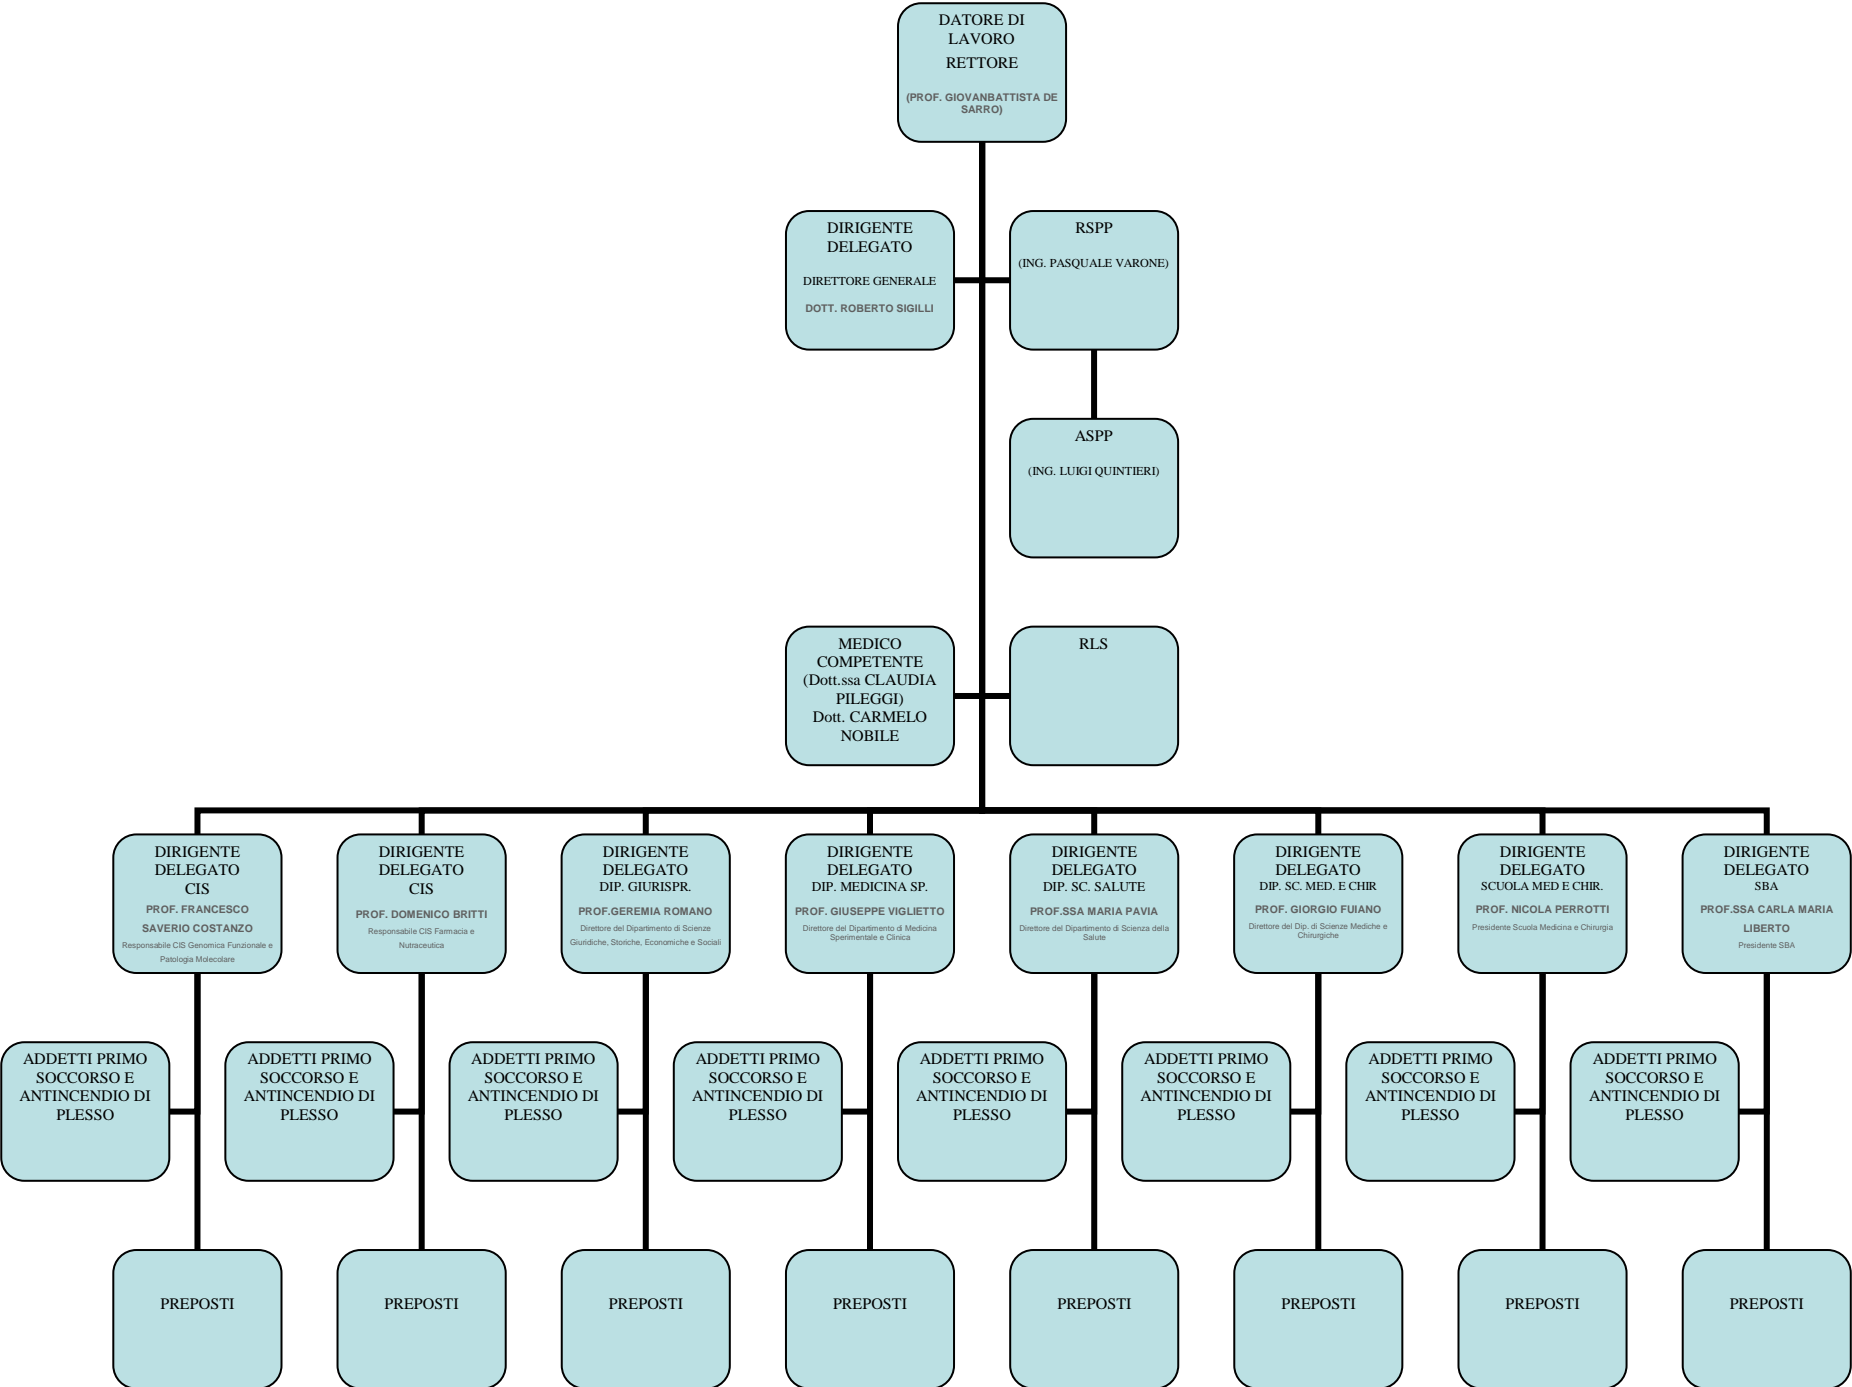 DATORE DI
LAVORO
RETTORE
(PROF. GIOVANBATTISTA DE
SARRO)
DIRIGENTE
DELEGATO
DIRETTORE GENERALE
DOTT. ROBERTO SIGILLI
RSPP
(ING. PASQUALE VARONE)
ASPP
(ING. LUIGI QUINTIERI)
MEDICO
COMPETENTE
(Dott.ssa CLAUDIA
PILEGGI)
Dott. CARMELO
NOBILE
RLS
DIRIGENTE
DELEGATO
CIS
PROF. FRANCESCO
SAVERIO COSTANZO
Responsabile CIS Genomica Funzionale e
Patologia Molecolare
DIRIGENTE
DELEGATO
CIS
PROF. DOMENICO BRITTI
Responsabile CIS Farmacia e
Nutraceutica
DIRIGENTE
DELEGATO
DIP. GIURISPR.
PROF.GEREMIA ROMANO
Direttore del Dipartimento di Scienze
Giuridiche, Storiche, Economiche e Sociali
DIRIGENTE
DELEGATO
DIP. MEDICINA SP.
PROF. GIUSEPPE VIGLIETTO
Direttore del Dipartimento di Medicina
Sperimentale e Clinica
DIRIGENTE
DELEGATO
DIP. SC. SALUTE
PROF.SSA MARIA PAVIA
Direttore del Dipartimento di Scienza della
Salute
DIRIGENTE
DELEGATO
DIP. SC. MED. E CHIR
PROF. GIORGIO FUIANO
Direttore del Dip. di Scienze Mediche e
Chirurgiche
DIRIGENTE
DELEGATO
SCUOLA MED E CHIR.
PROF. NICOLA PERROTTI
Presidente Scuola Medicina e Chirurgia
DIRIGENTE
DELEGATO
SBA
PROF.SSA CARLA MARIA
LIBERTO
Presidente SBA
ADDETTI PRIMO
SOCCORSO E
ANTINCENDIO DI
PLESSO
ADDETTI PRIMO
SOCCORSO E
ANTINCENDIO DI
PLESSO
ADDETTI PRIMO
SOCCORSO E
ANTINCENDIO DI
PLESSO
ADDETTI PRIMO
SOCCORSO E
ANTINCENDIO DI
PLESSO
ADDETTI PRIMO
SOCCORSO E
ANTINCENDIO DI
PLESSO
ADDETTI PRIMO
SOCCORSO E
ANTINCENDIO DI
PLESSO
ADDETTI PRIMO
SOCCORSO E
ANTINCENDIO DI
PLESSO
ADDETTI PRIMO
SOCCORSO E
ANTINCENDIO DI
PLESSO
PREPOSTI
PREPOSTI
PREPOSTI
PREPOSTI
PREPOSTI
PREPOSTI
PREPOSTI
PREPOSTI